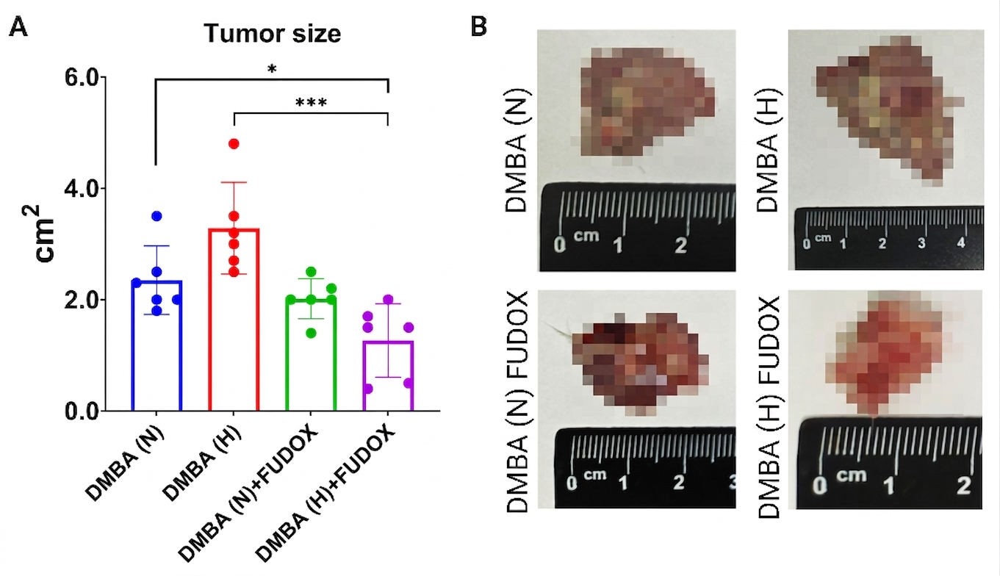 A
Tumor size
cm2
6.0
4.0
2.0
0.0
*
***
DMBA (N)
DMBA (H)
DMBA (N)+FUDOX
DMBA (H)+FUDOX
B
DMBA (N)
0 cm 1 2
DMBA (H)
0 cm 1 2 3 4
DMBA (N) FUDOX
0 cm 1 2 3
DMBA (H) FUDOX
0 cm 1 2